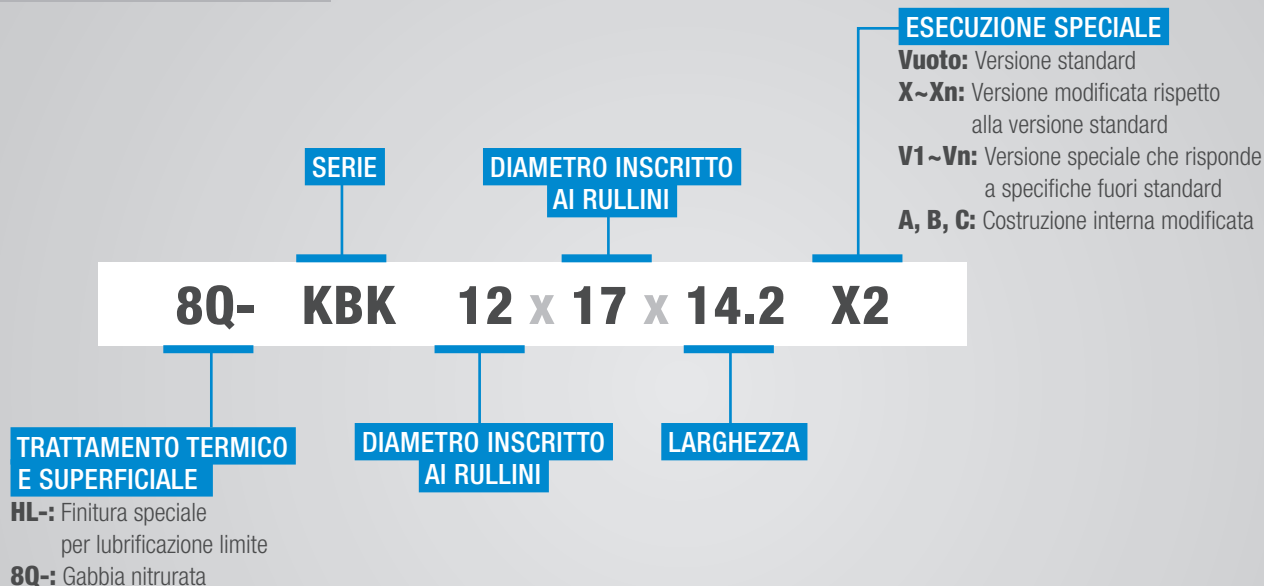 ESECUZIONE SPECIALE
Vuoto: Versione standard
X~Xn: Versione modificata rispetto
alla versione standard
V1~Vn: Versione speciale che risponde
a specifiche fuori standard
A, B, C: Costruzione interna modificata
SERIE
DIAMETRO INSCRITTO
AI RULLINI
8Q- KBK 12 x 17 x 14.2 X2
TRATTAMENTO TERMICO
E SUPERFICIALE
HL-: Finitura speciale
per lubrificazione limite
8Q-: Gabbia nitrurata
DIAMETRO INSCRITTO
AI RULLINI
LARGHEZZA